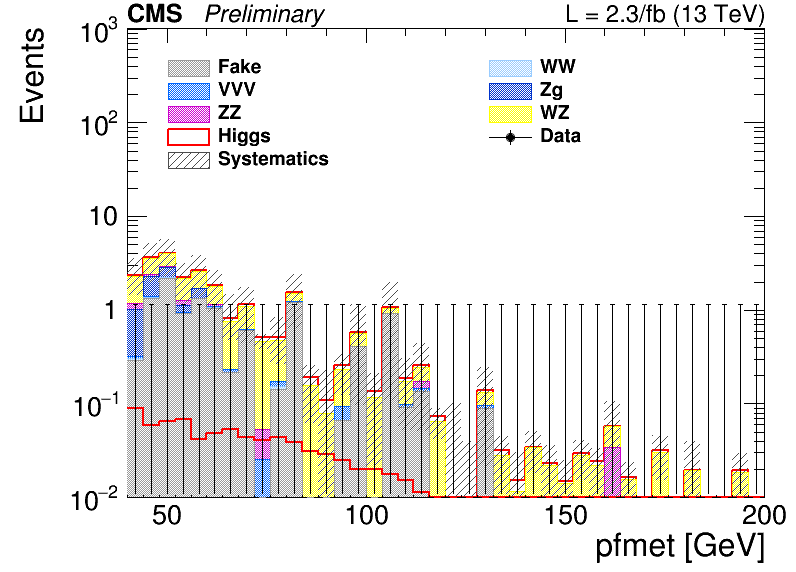 CMS Preliminary L = 2.3/fb (13 TeV)
Events
10³
10²
10
1
10⁻¹
10⁻²
Fake
VVV
ZZ
Higgs
Systematics
WW
Zg
WZ
Data
50 100 150 200
pfmet [GeV]